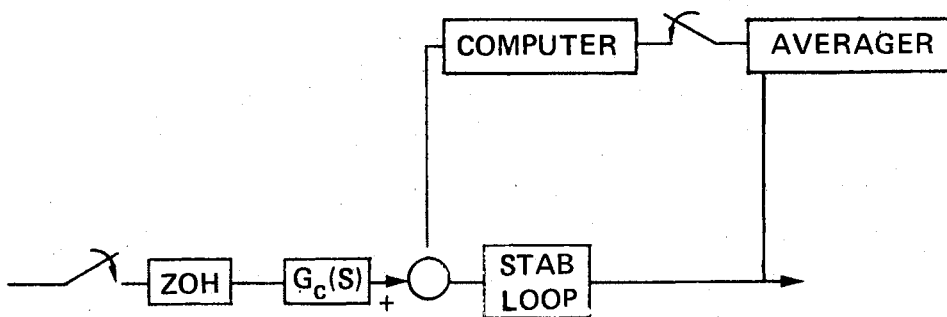 COMPUTER
AVERAGER
ZOH
G_C(S)
+
STAB
LOOP